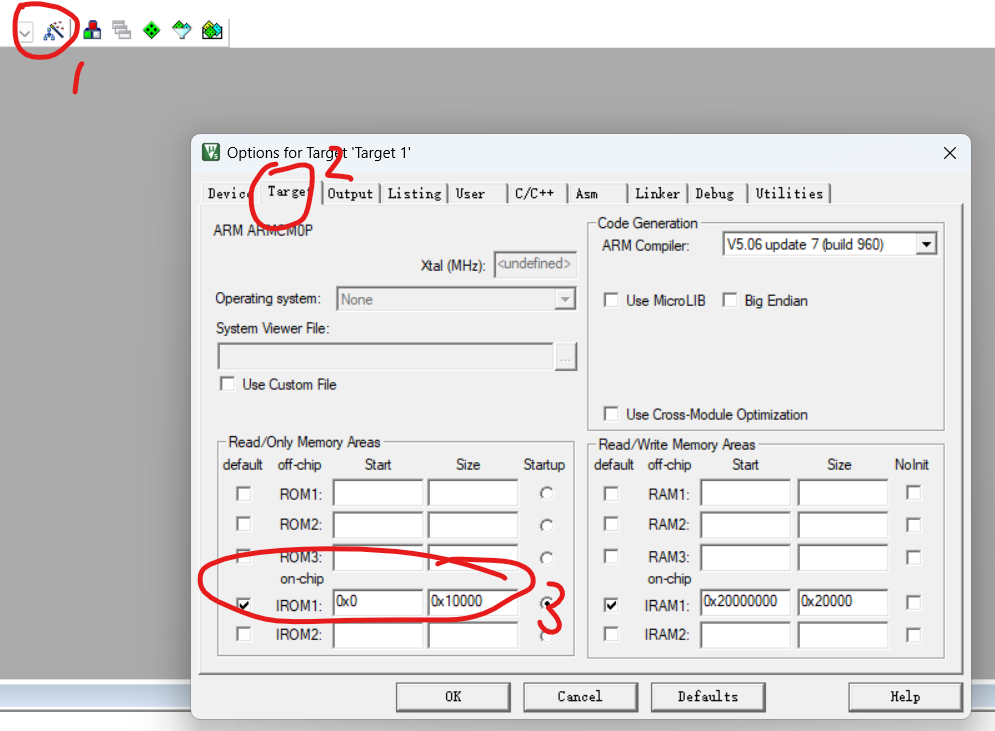 1
Options for Target 'Target 1'
2
Device Target Output Listing User C/C++ Asm Linker Debug Utilities
ARM ARMCM0P
Xtal (MHz): <undefined>
Operating system: None
System Viewer File:
...
Use Custom File
Code Generation
ARM Compiler: V5.06 update 7 (build 960)
Use MicroLIB Big Endian
Use Cross-Module Optimization
Read/Only Memory Areas
default off-chip Start Size Startup
ROM1:
ROM2:
ROM3:
on-chip
IROM1: 0x0 0x10000
3
IROM2:
Read/Write Memory Areas
default off-chip Start Size NoInit
RAM1:
RAM2:
RAM3:
on-chip
IRAM1: 0x20000000 0x20000
IRAM2:
OK Cancel Defaults Help